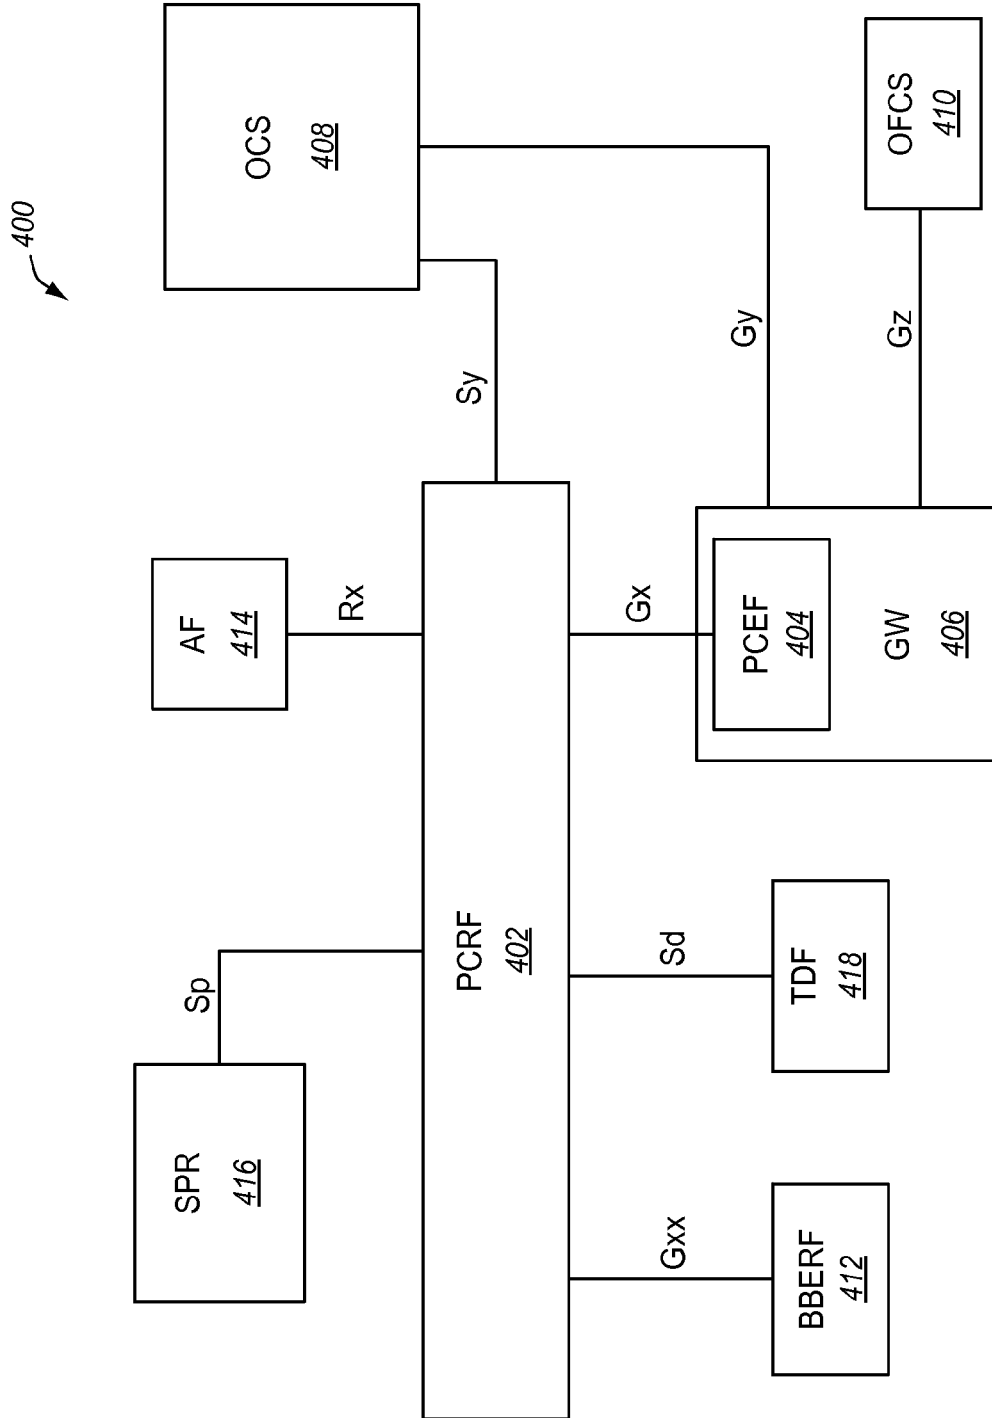 400
SPR
416
Sp
AF
414
Rx
OCS
408
Sy
PCRF
402
Gxx
Sd
Gx
Gy
BBERF
412
TDF
418
PCEF
404
GW
406
Gz
OFCS
410